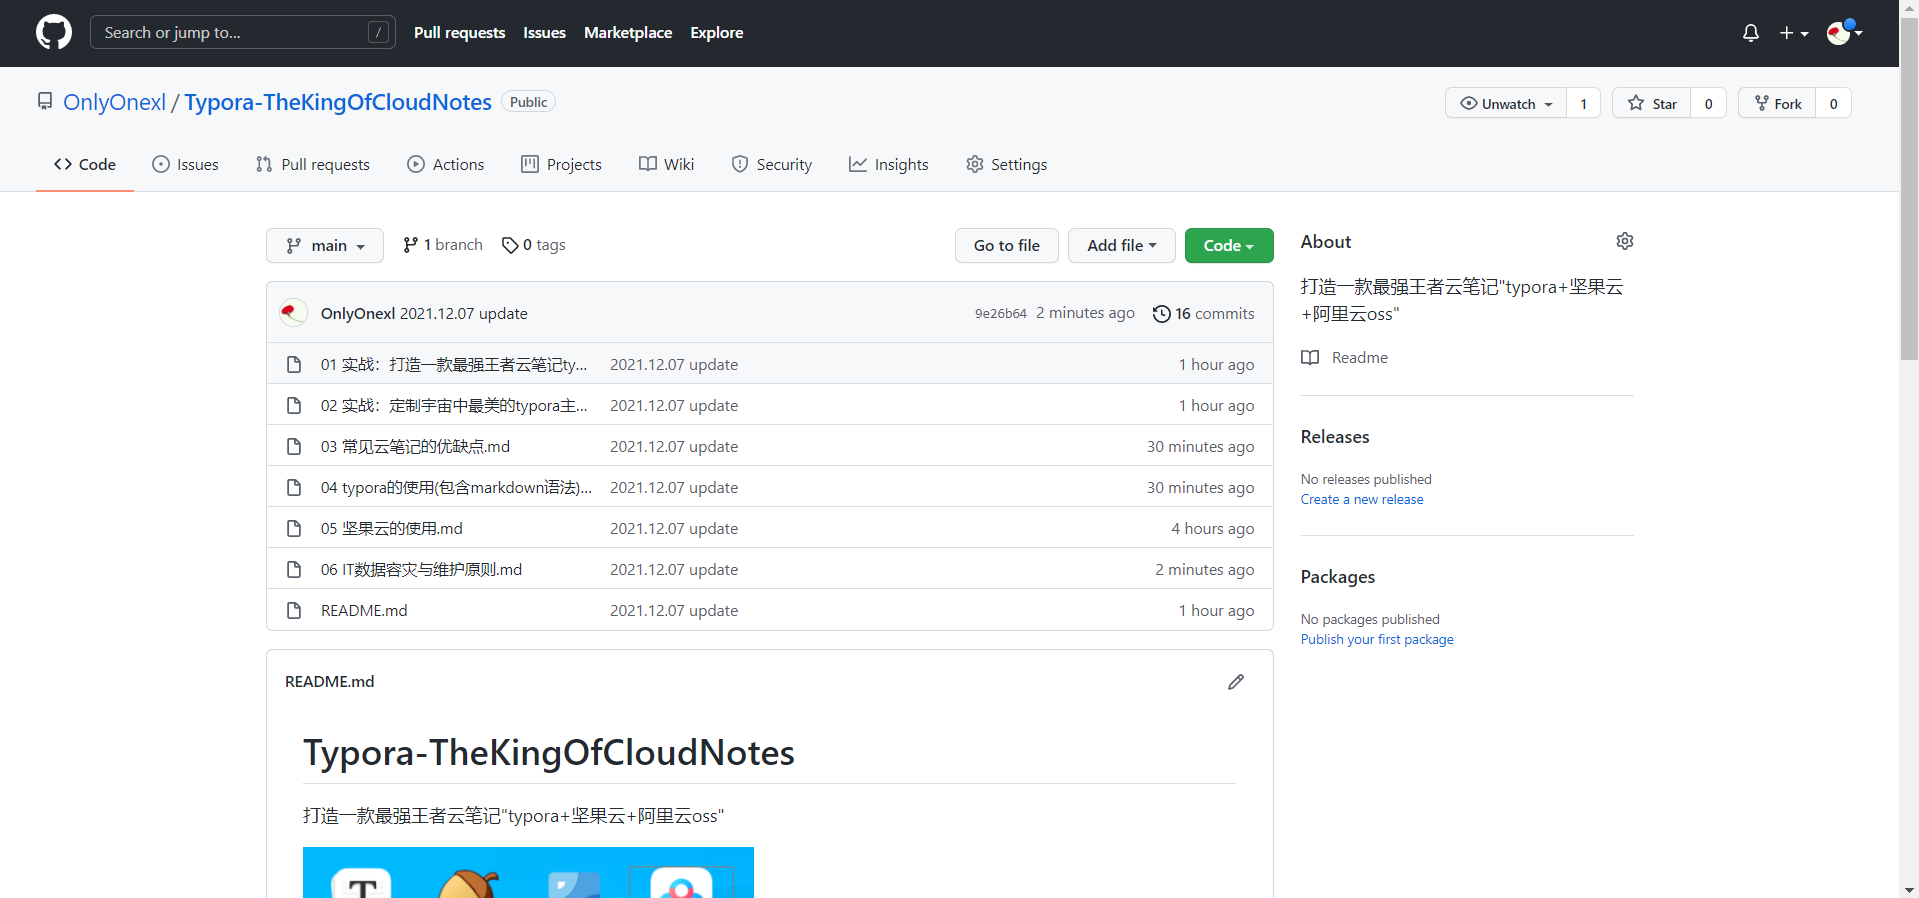 Search or jump to... /
Pull requests Issues Marketplace Explore
OnlyOnexl / Typora-TheKingOfCloudNotes Public
Unwatch 1 Star 0 Fork 0
Code Issues Pull requests Actions Projects Wiki Security Insights Settings
main 1 branch 0 tags
Go to file Add file Code
OnlyOnexl 2021.12.07 update 9e26b64 2 minutes ago 16 commits
01 实战：打造一款最强王者云笔记ty... 2021.12.07 update 1 hour ago
02 实战：定制宇宙中最美的typora主... 2021.12.07 update 1 hour ago
03 常见云笔记的优缺点.md 2021.12.07 update 30 minutes ago
04 typora的使用(包含markdown语法)... 2021.12.07 update 30 minutes ago
05 坚果云的使用.md 2021.12.07 update 4 hours ago
06 IT数据容灾与维护原则.md 2021.12.07 update 2 minutes ago
README.md 2021.12.07 update 1 hour ago
README.md
Typora-TheKingOfCloudNotes
打造一款最强王者云笔记"typora+坚果云+阿里云oss"
T
About
打造一款最强王者云笔记"typora+坚果云
+阿里云oss"
Readme
Releases
No releases published
Create a new release
Packages
No packages published
Publish your first package